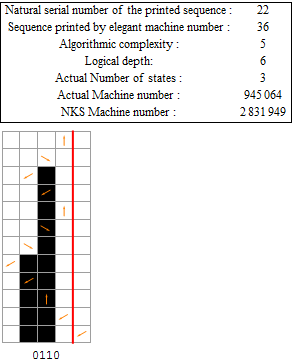 Natural serial number of the printed sequence : 22
Sequence printed by elegant machine number : 36
Algorithmic complexity : 5
Logical depth: 6
Actual Number of states : 3
Actual Machine number : 945 064
NKS Machine number : 2 831 949
0110